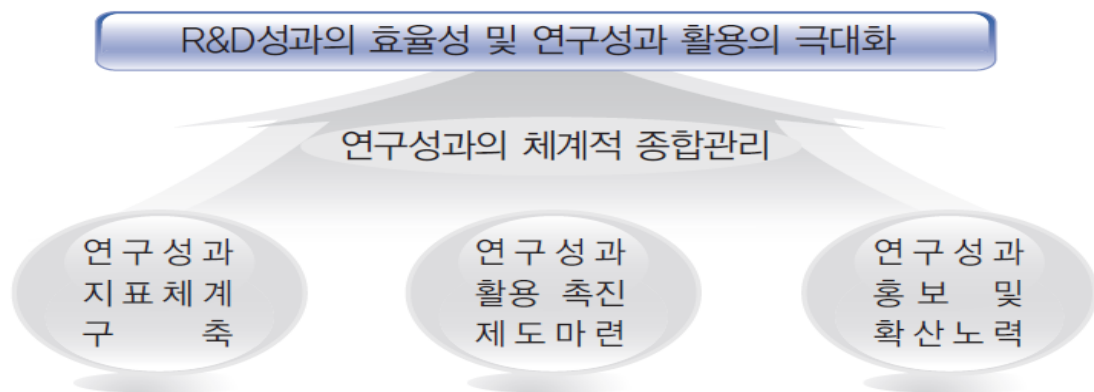 R&D성과의 효율성 및 연구성과 활용의 극대화
연구성과의 체계적 종합관리
연구성과
지표체계
구 축
연구성과
활용 촉진
제도마련
연구성과
홍보 및
확산노력